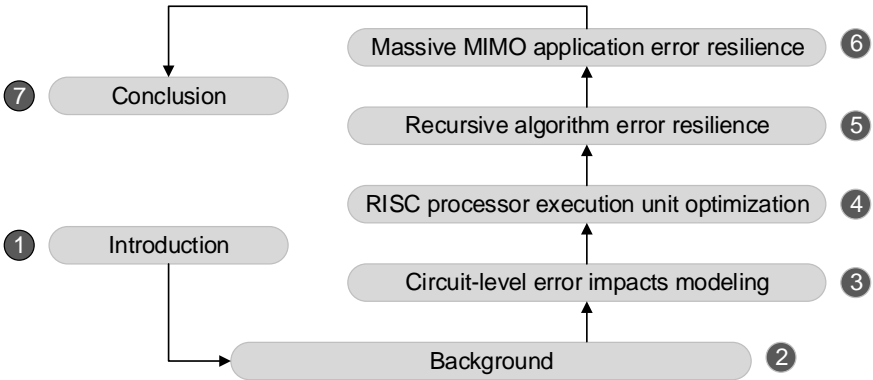 Massive MIMO application error resilience 6
7 Conclusion
Recursive algorithm error resilience 5
RISC processor execution unit optimization 4
1 Introduction
Circuit-level error impacts modeling 3
Background 2